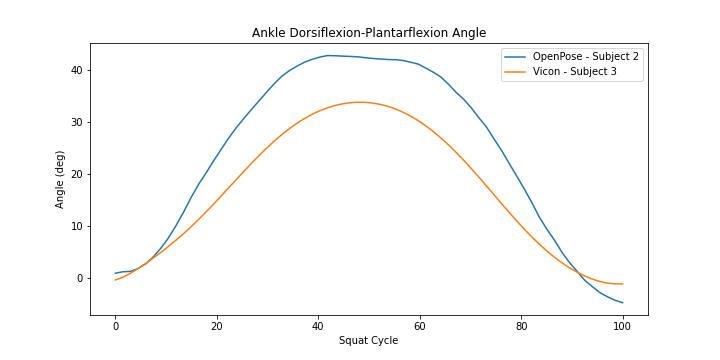 Ankle Dorsiflexion-Plantarflexion Angle
OpenPose - Subject 2
Vicon - Subject 3
Angle (deg)
40
30
20
10
0
0 20 40 60 80 100
Squat Cycle